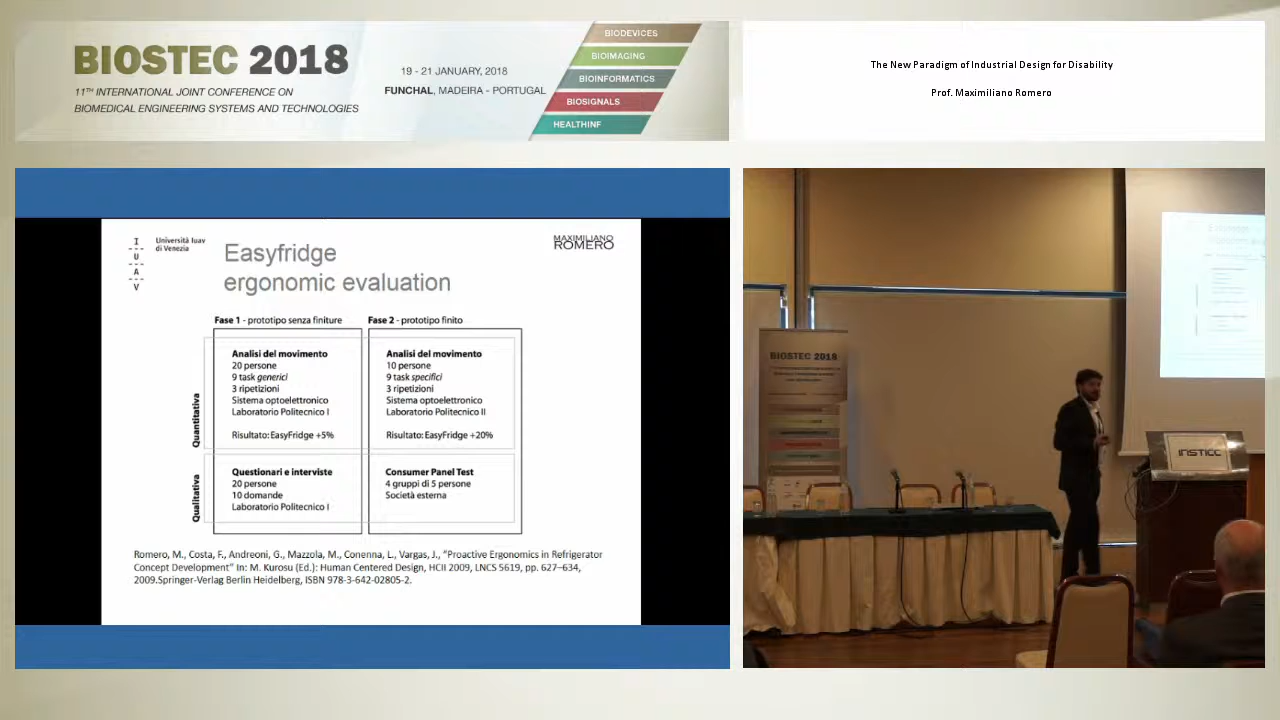 BIOSTEC 2018
11TH INTERNATIONAL JOINT CONFERENCE ON
BIOMEDICAL ENGINEERING SYSTEMS AND TECHNOLOGIES
19 - 21 JANUARY, 2018
FUNCHAL, MADEIRA - PORTUGAL
BIODEVICES
BIOIMAGING
BIOINFORMATICS
BIOSIGNALS
HEALTHINF
The New Paradigm of Industrial Design for Disability
Prof. Maximiliano Romero
I
U
A
V
Università Iuav
di Venezia
Easyfridge
ergonomic evaluation
MAXIMILIANO
ROMERO
Fase 1 - prototipo senza finiture
Fase 2 - prototipo finito
Quantitativa
Analisi del movimento
20 persone
9 task generici
3 ripetizioni
Sistema optoelettronico
Laboratorio Politecnico I
Risultato: EasyFridge +5%
Analisi del movimento
10 persone
9 task specifici
3 ripetizioni
Sistema optoelettronico
Laboratorio Politecnico II
Risultato: EasyFridge +20%
Qualitativa
Questionari e interviste
20 persone
10 domande
Laboratorio Politecnico I
Consumer Panel Test
4 gruppi di 5 persone
Società esterna
Romero, M., Costa, F., Andreoni, G., Mazzola, M., Conenna, L., Vargas, J., "Proactive Ergonomics in Refrigerator
Concept Development" In: M. Kurosu (Ed.): Human Centered Design, HCII 2009, LNCS 5619, pp. 627–634,
2009.Springer-Verlag Berlin Heidelberg, ISBN 978-3-642-02805-2.
BIOSTEC 2018
INSTICC